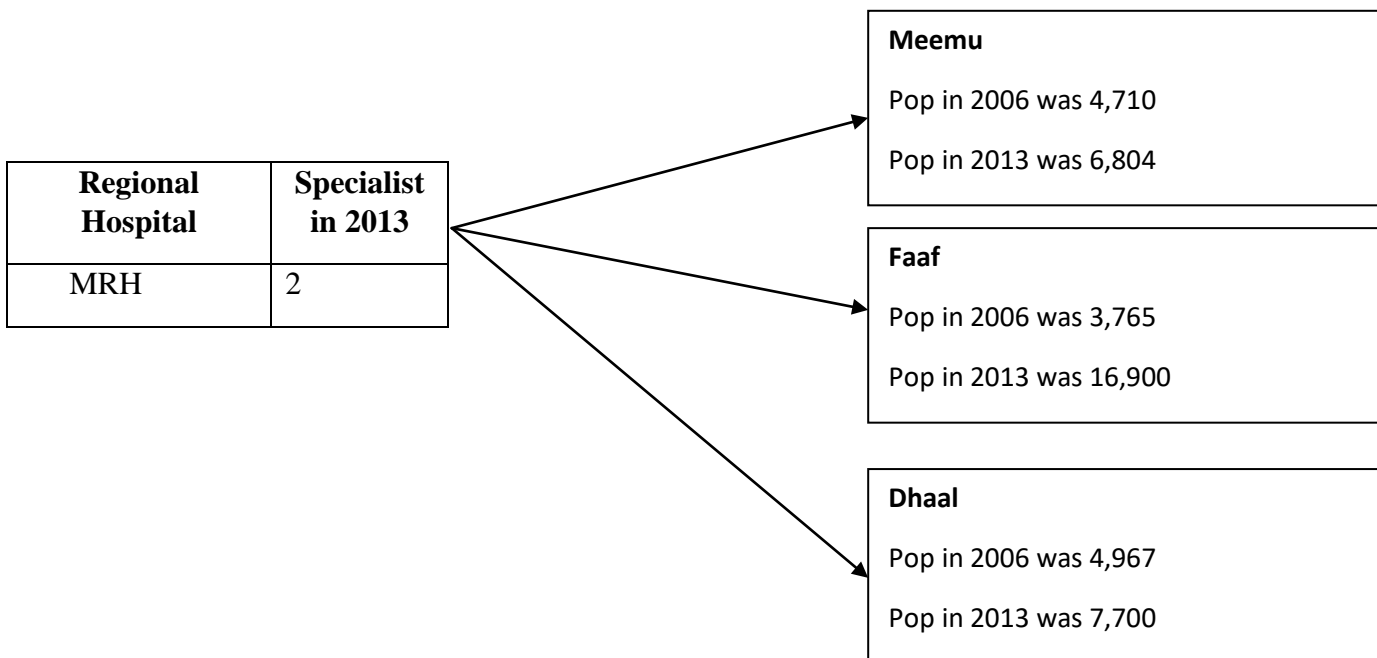 Regional
Hospital
Specialist
in 2013
MRH
2
Meemu
Pop in 2006 was 4,710
Pop in 2013 was 6,804
Faaf
Pop in 2006 was 3,765
Pop in 2013 was 16,900
Dhaal
Pop in 2006 was 4,967
Pop in 2013 was 7,700